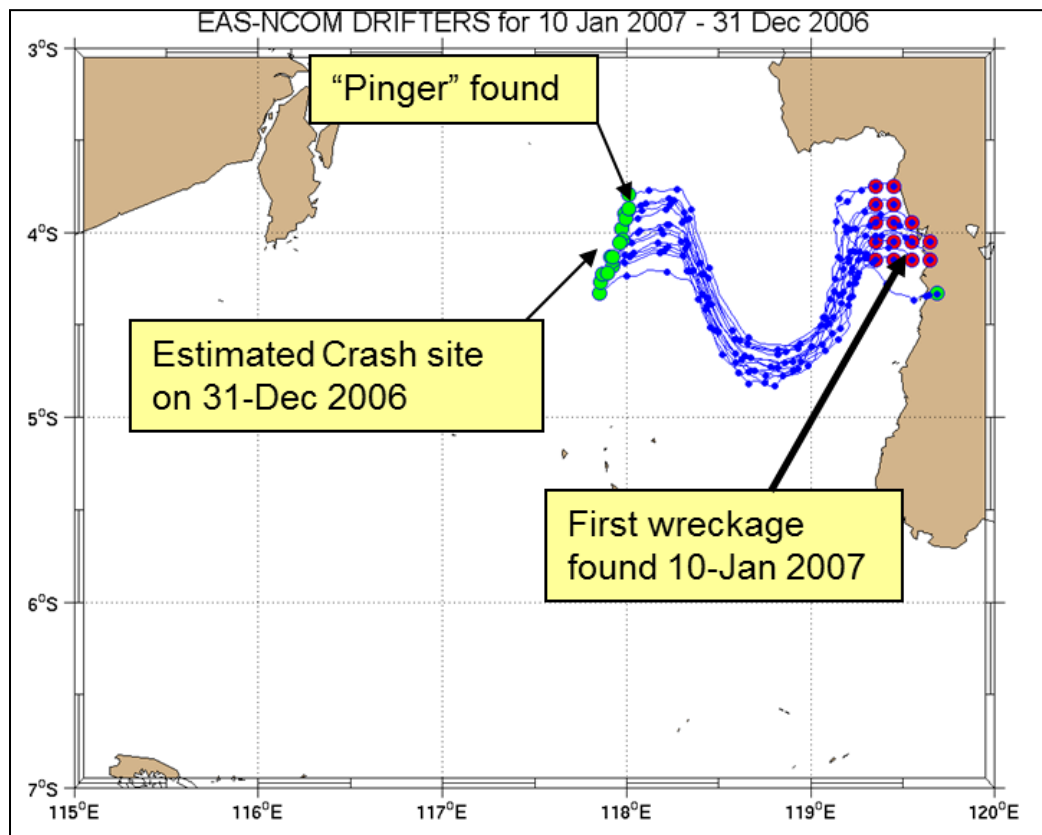 EAS-NCOM DRIFTERS for 10 Jan 2007 - 31 Dec 2006
3°S
“Pinger” found
4°S
Estimated Crash site
on 31-Dec 2006
5°S
First wreckage
found 10-Jan 2007
6°S
7°S
115°E 116°E 117°E 118°E 119°E 120°E